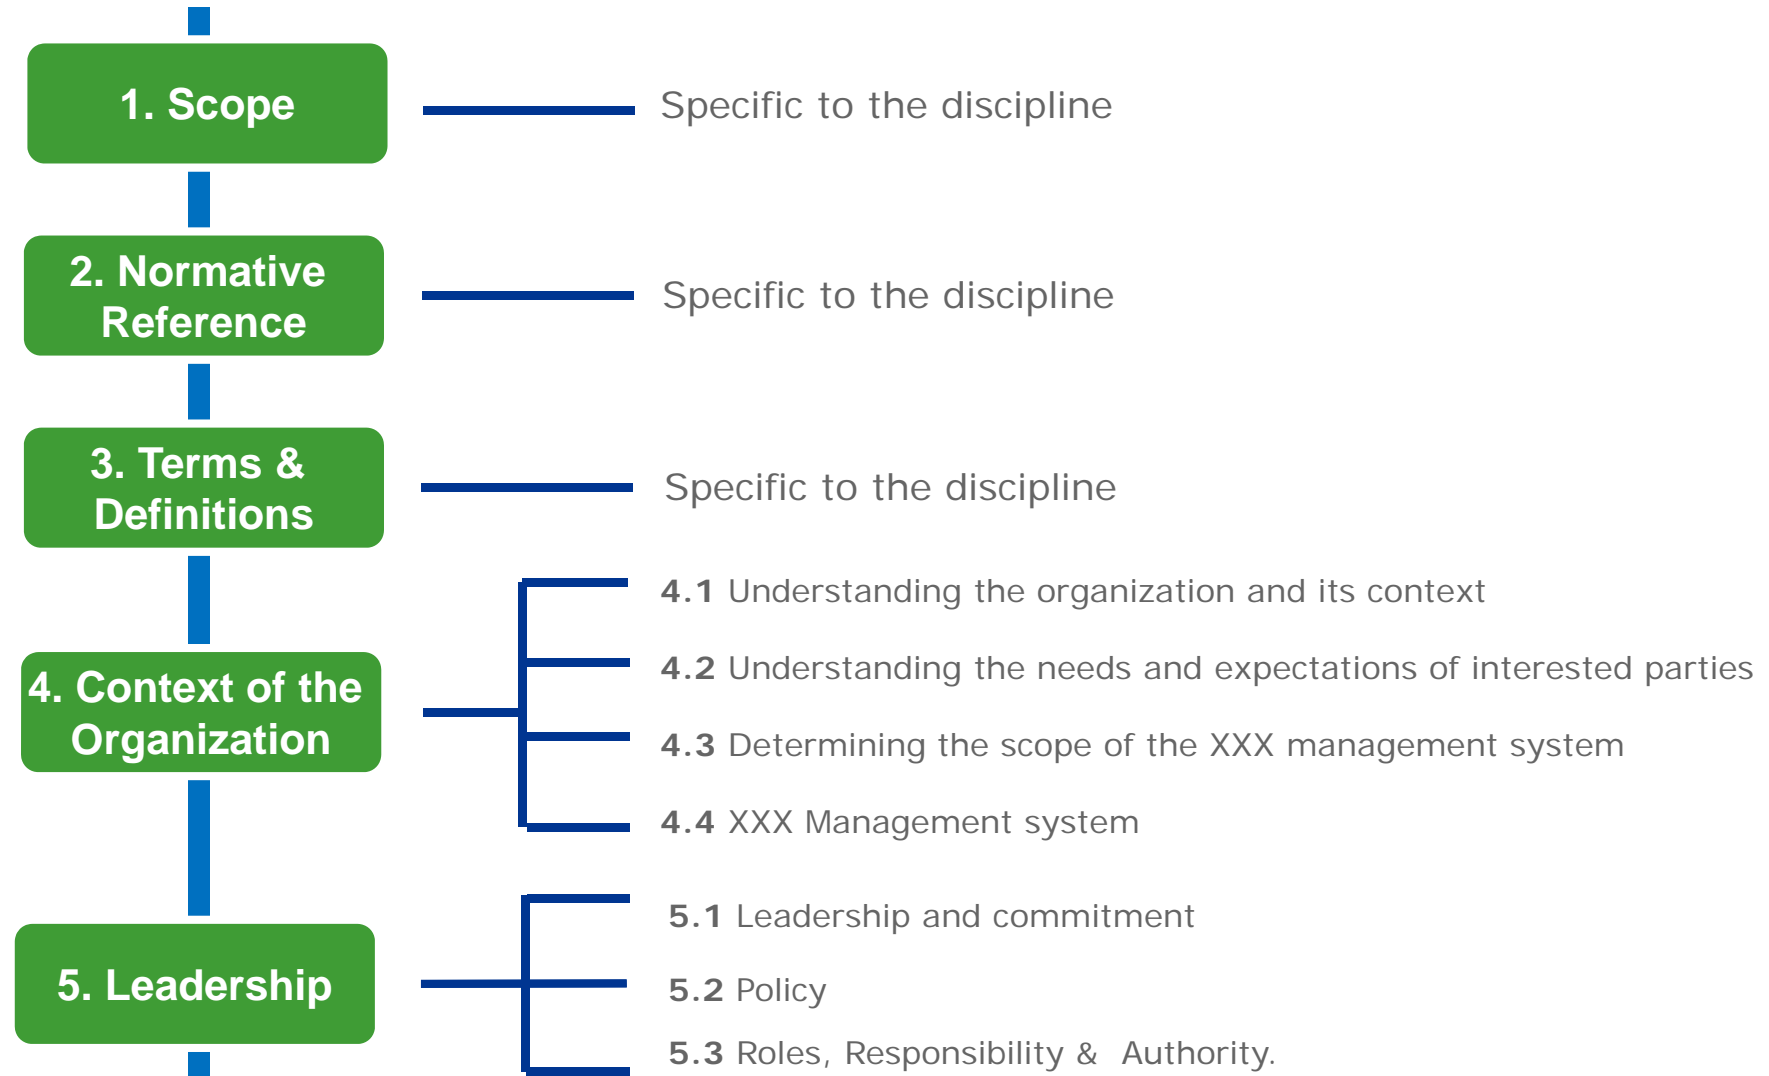 1. Scope
Specific to the discipline
2. Normative
Reference
Specific to the discipline
3. Terms &
Definitions
Specific to the discipline
4. Context of the
Organization
4.1 Understanding the organization and its context
4.2 Understanding the needs and expectations of interested parties
4.3 Determining the scope of the XXX management system
4.4 XXX Management system
5. Leadership
5.1 Leadership and commitment
5.2 Policy
5.3 Roles, Responsibility & Authority.